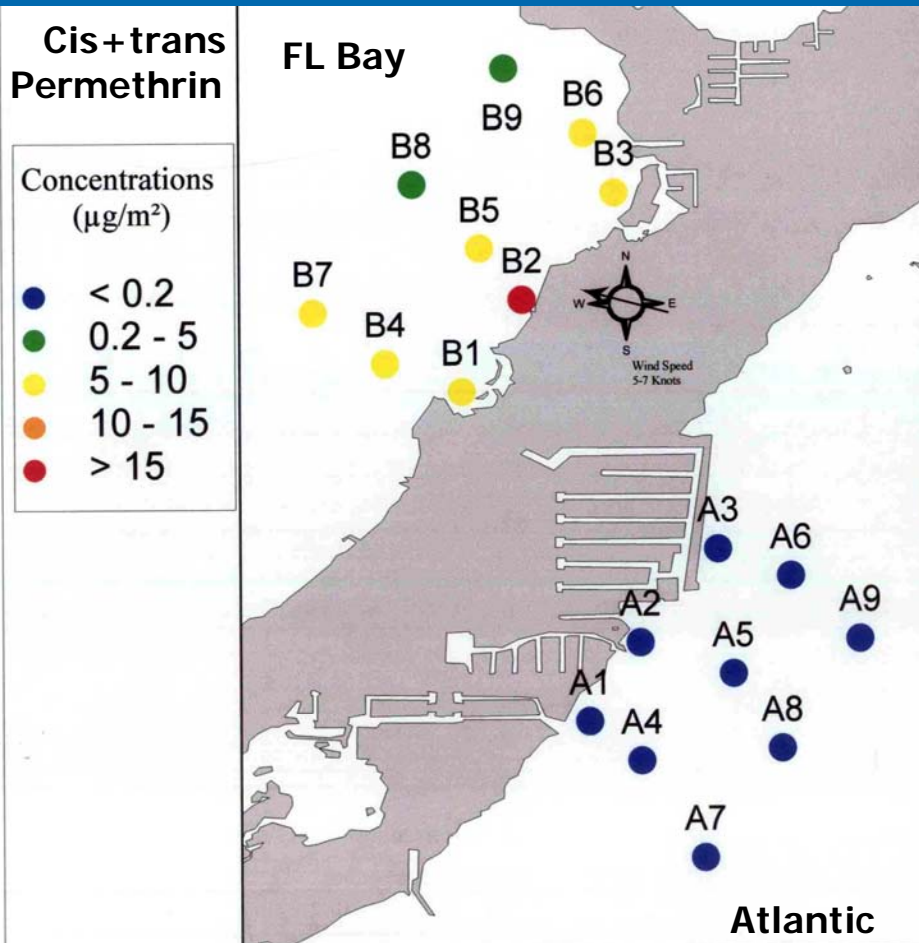 Cis+trans
Permethrin
Concentrations
(µg/m²)
< 0.2
0.2 - 5
5 - 10
10 - 15
> 15
FL Bay
B9
B6
B8
B3
B5
B2
B7
B4
B1
N
W
E
S
Wind Speed
5-7 Knots
A3
A6
A9
A2
A5
A1
A4
A8
A7
Atlantic